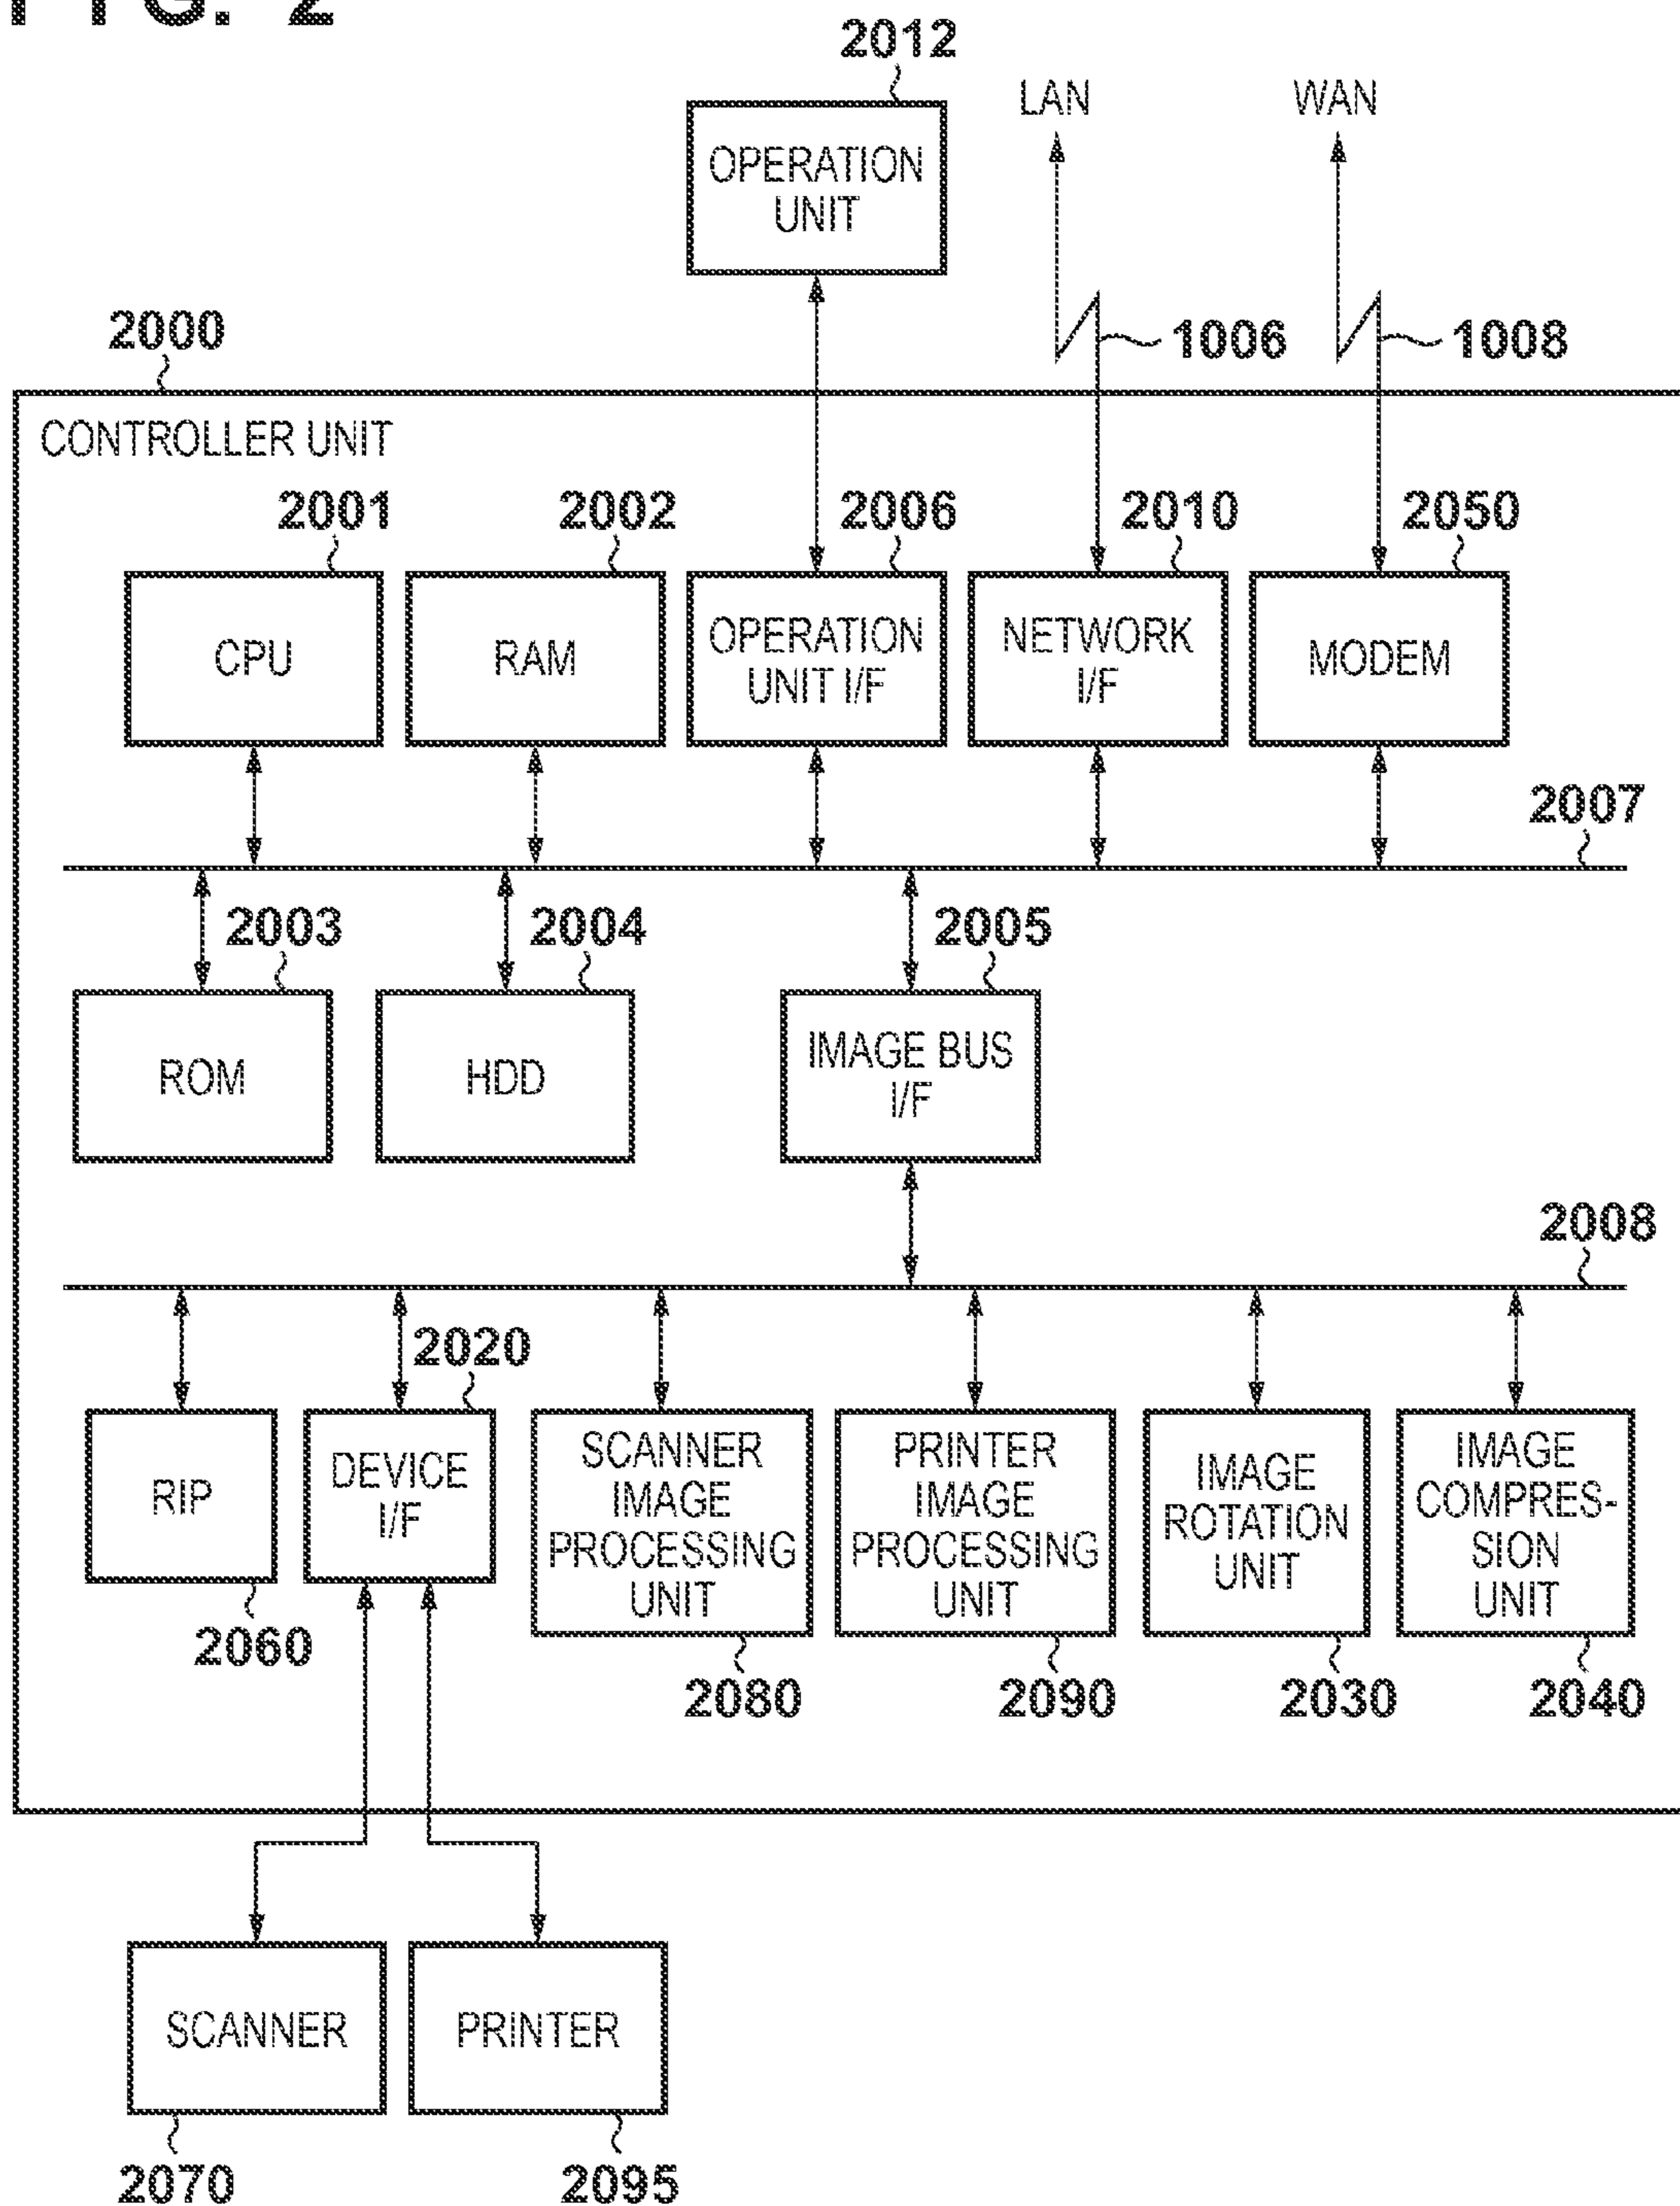 FIG. 2
2012
LAN
WAN
OPERATION
UNIT
2000
1006
1008
CONTROLLER UNIT
2001
2002
2006
2010
2050
CPU
RAM
OPERATION
UNIT I/F
NETWORK
I/F
MODEM
2007
2003
2004
2005
ROM
HDD
IMAGE BUS
I/F
2008
2020
RIP
DEVICE
I/F
SCANNER
IMAGE
PROCESSING
UNIT
PRINTER
IMAGE
PROCESSING
UNIT
IMAGE
ROTATION
UNIT
IMAGE
COMPRES-
SION
UNIT
2060
2080
2090
2030
2040
SCANNER
PRINTER
2070
2095